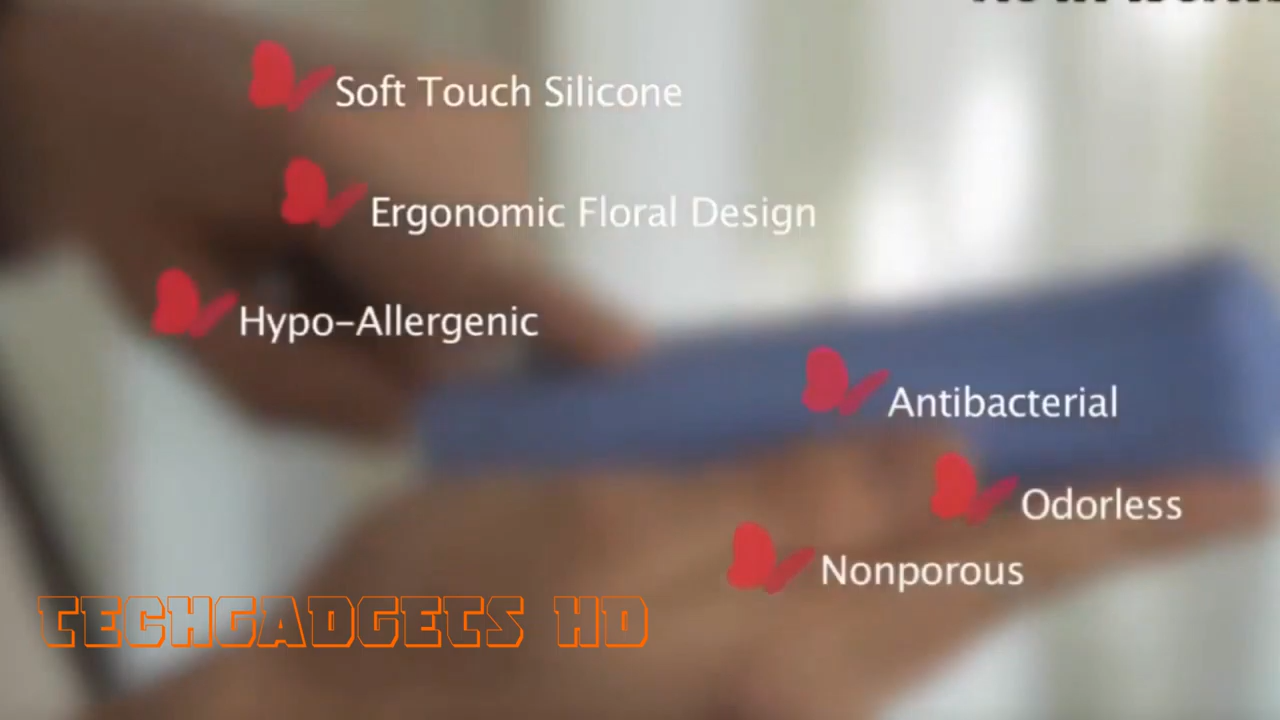 Soft Touch Silicone
Ergonomic Floral Design
Hypo-Allergenic
Antibacterial
Odorless
Nonporous
TECHGADGETS HD